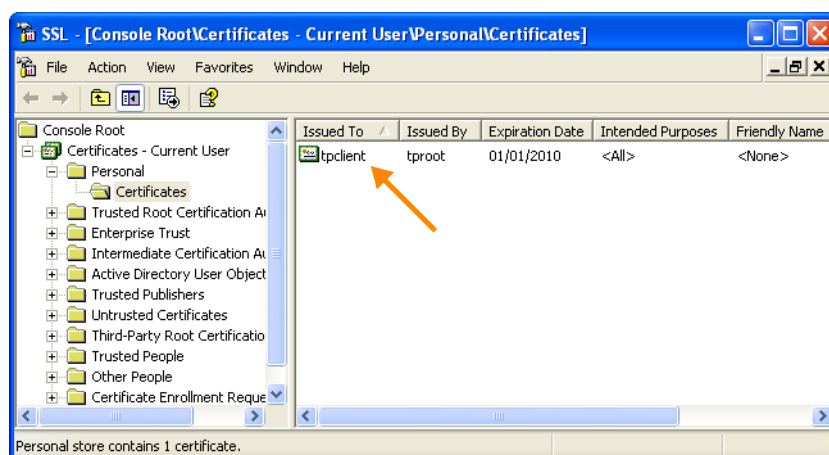 SSL - [Console Root\Certificates - Current User\Personal\Certificates]
File Action View Favorites Window Help
Console Root
Certificates - Current User
Personal
Certificates
Trusted Root Certification Au
Enterprise Trust
Intermediate Certification Au
Active Directory User Object
Trusted Publishers
Untrusted Certificates
Third-Party Root Certificatio
Trusted People
Other People
Certificate Enrollment Reque
Issued To Issued By Expiration Date Intended Purposes Friendly Name
tpclient tproot 01/01/2010 <All> <None>
Personal store contains 1 certificate.